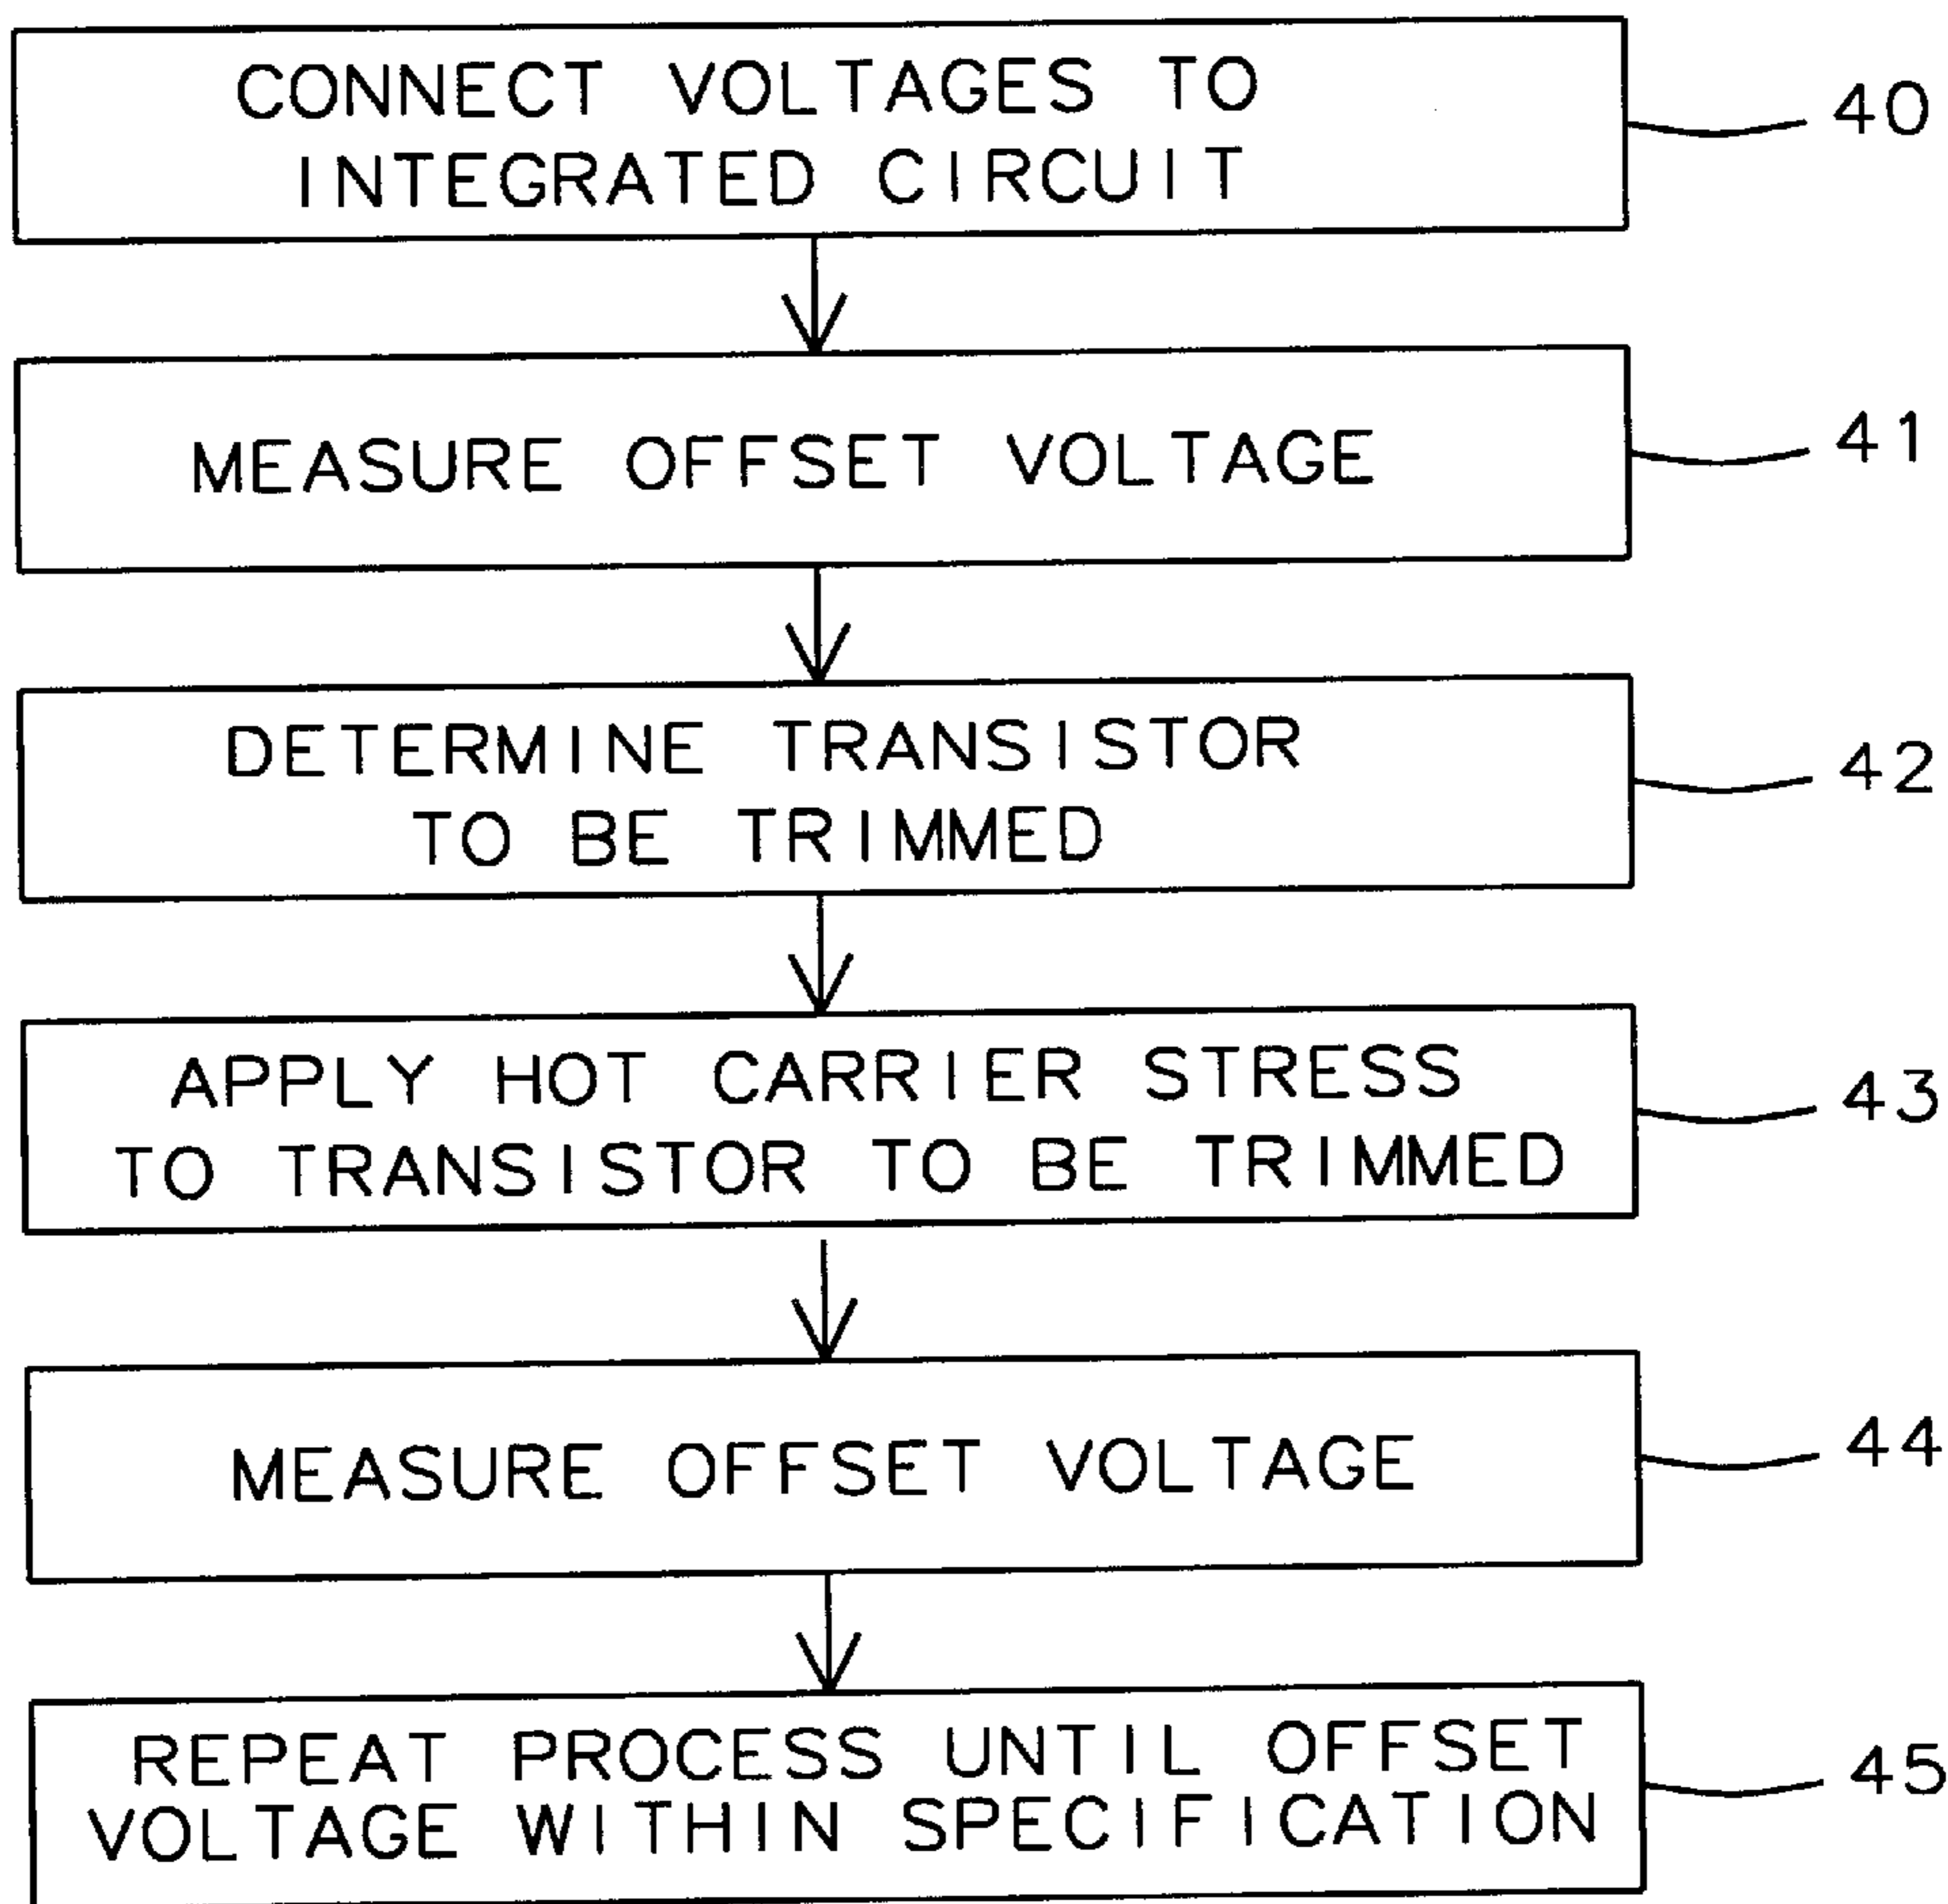 CONNECT VOLTAGES TO
INTEGRATED CIRCUIT
40
MEASURE OFFSET VOLTAGE
41
DETERMINE TRANSISTOR
TO BE TRIMMED
42
APPLY HOT CARRIER STRESS
TO TRANSISTOR TO BE TRIMMED
43
MEASURE OFFSET VOLTAGE
44
REPEAT PROCESS UNTIL OFFSET
VOLTAGE WITHIN SPECIFICATION
45